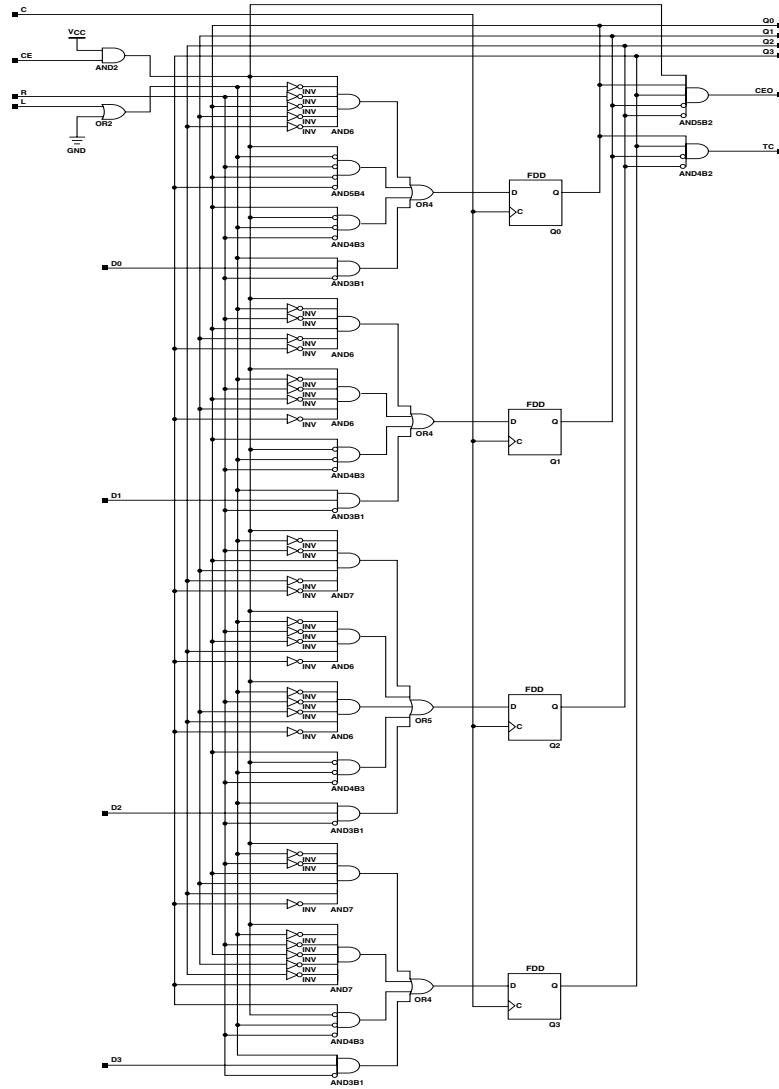 C
Q0
Q1
Q2
Q3
VCC
CE
AND2
R
L
OR2
GND
INV
INV
INV
INV
INV
AND6
CEO
AND5B2
TC
AND4B2
AND5B4
OR4
FDD
D
Q
C
Q0
AND4B3
D0
AND3B1
INV
INV
INV
INV
AND6
INV
INV
INV
INV
AND6
OR4
FDD
D
Q
C
Q1
AND4B3
D1
AND3B1
INV
INV
INV
INV
AND7
INV
INV
INV
INV
AND6
INV
INV
INV
INV
AND6
OR5
FDD
D
Q
C
Q2
AND4B3
D2
AND3B1
INV
INV
INV
AND7
INV
INV
INV
INV
INV
AND7
OR4
FDD
D
Q
C
Q3
AND4B3
D3
AND3B1